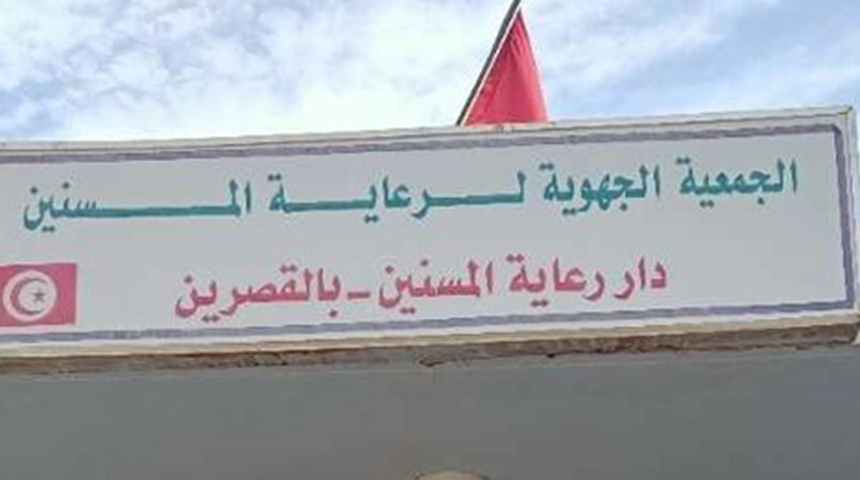 الجمعية الجهوية لرعاية المسنين
دار رعاية المسنين - بالقصرين